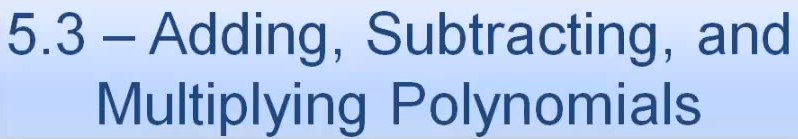 5.3 – Adding, Subtracting, and
Multiplying Polynomials